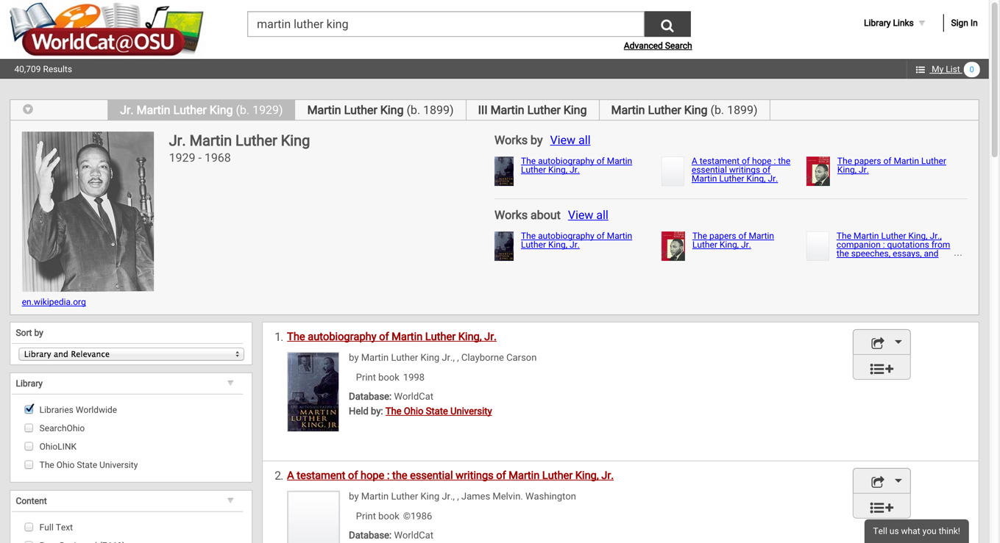 WorldCat@OSU
martin luther king
Advanced Search
Library Links
Sign In
40,709 Results
My List 0
Jr. Martin Luther King (b. 1929)
Martin Luther King (b. 1899)
III Martin Luther King
Martin Luther King (b. 1899)
Jr. Martin Luther King
1929 - 1968
en.wikipedia.org
Works by View all
The autobiography of Martin
Luther King, Jr.
A testament of hope : the
essential writings of
Martin Luther King, Jr.
The papers of Martin Luther
King, Jr.
Works about View all
The autobiography of Martin
Luther King, Jr.
The papers of Martin
Luther King, Jr.
The Martin Luther King, Jr.,
companion : quotations from
the speeches, essays, and ...
Sort by
Library and Relevance
Library
Libraries Worldwide
SearchOhio
OhioLINK
The Ohio State University
Content
Full Text
1. The autobiography of Martin Luther King, Jr.
MARTIN
LUTHER
KING, JR.
by Martin Luther King Jr., , Clayborne Carson
Print book 1998
Database: WorldCat
Held by: The Ohio State University
2. A testament of hope : the essential writings of Martin Luther King, Jr.
by Martin Luther King Jr., , James Melvin. Washington
Print book ©1986
Database: WorldCat
Tell us what you think!